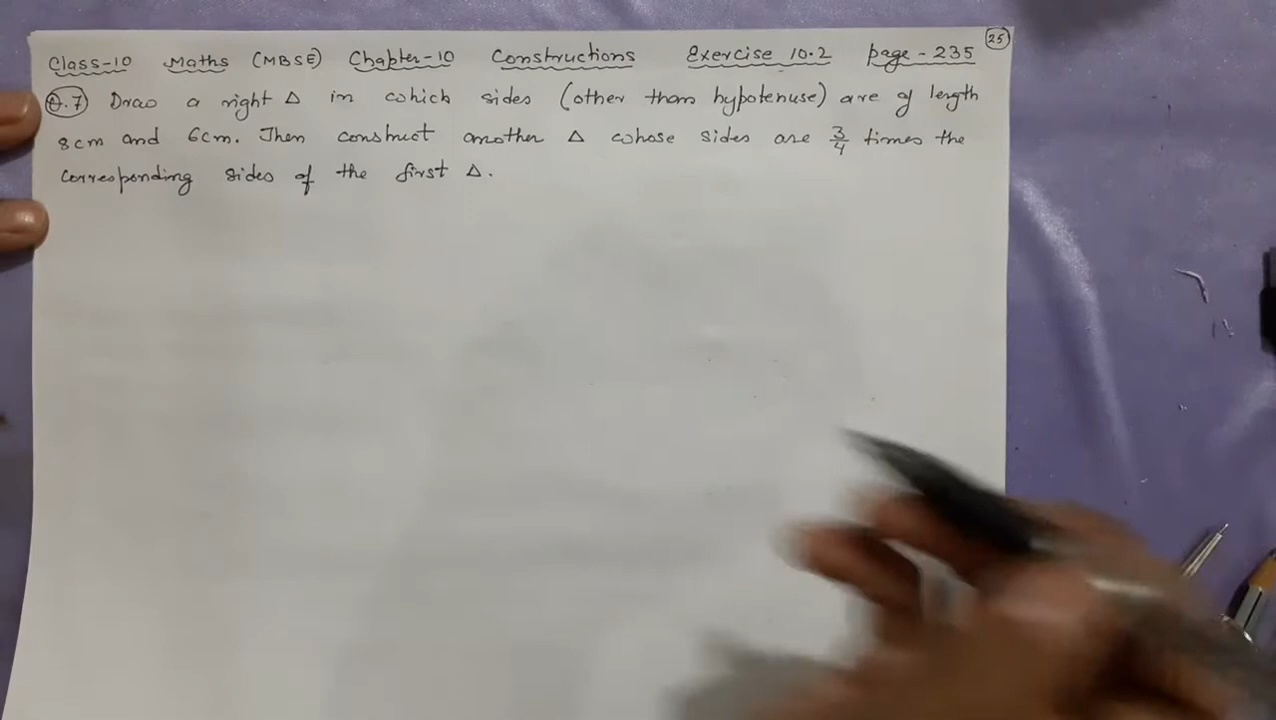 25
Class-10 Maths (MBSE) Chapter-10 Constructions Exercise 10.2 page-235
Q.7 Draw a right Δ in which sides (other than hypotenuse) are of length
8cm and 6cm. Then construct another Δ whose sides are 3/4 times the
corresponding sides of the first Δ.